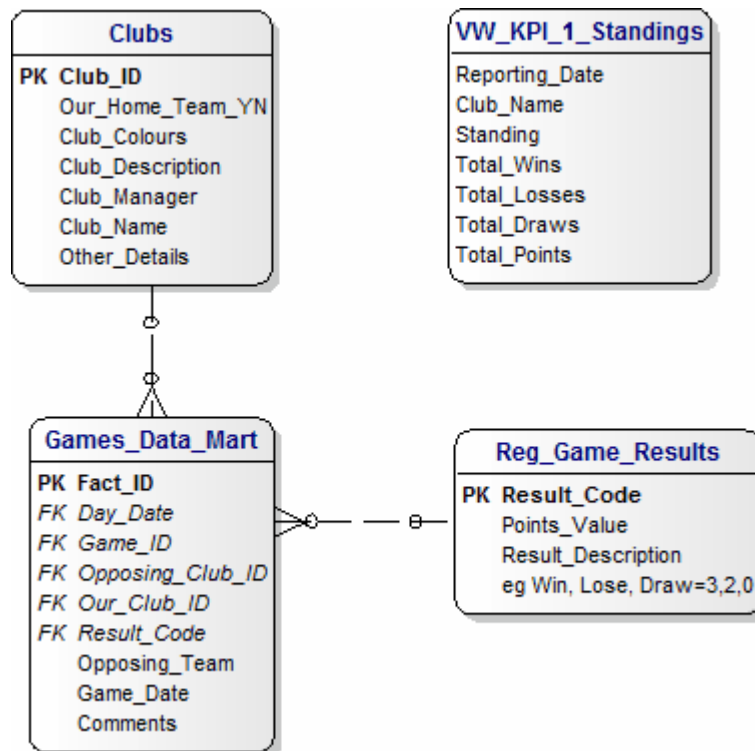 Clubs
PK Club_ID
Our_Home_Team_YN
Club_Colours
Club_Description
Club_Manager
Club_Name
Other_Details
VW_KPI_1_Standings
Reporting_Date
Club_Name
Standing
Total_Wins
Total_Losses
Total_Draws
Total_Points
Games_Data_Mart
PK Fact_ID
FK Day_Date
FK Game_ID
FK Opposing_Club_ID
FK Our_Club_ID
FK Result_Code
Opposing_Team
Game_Date
Comments
Reg_Game_Results
PK Result_Code
Points_Value
Result_Description
eg Win, Lose, Draw=3,2,0